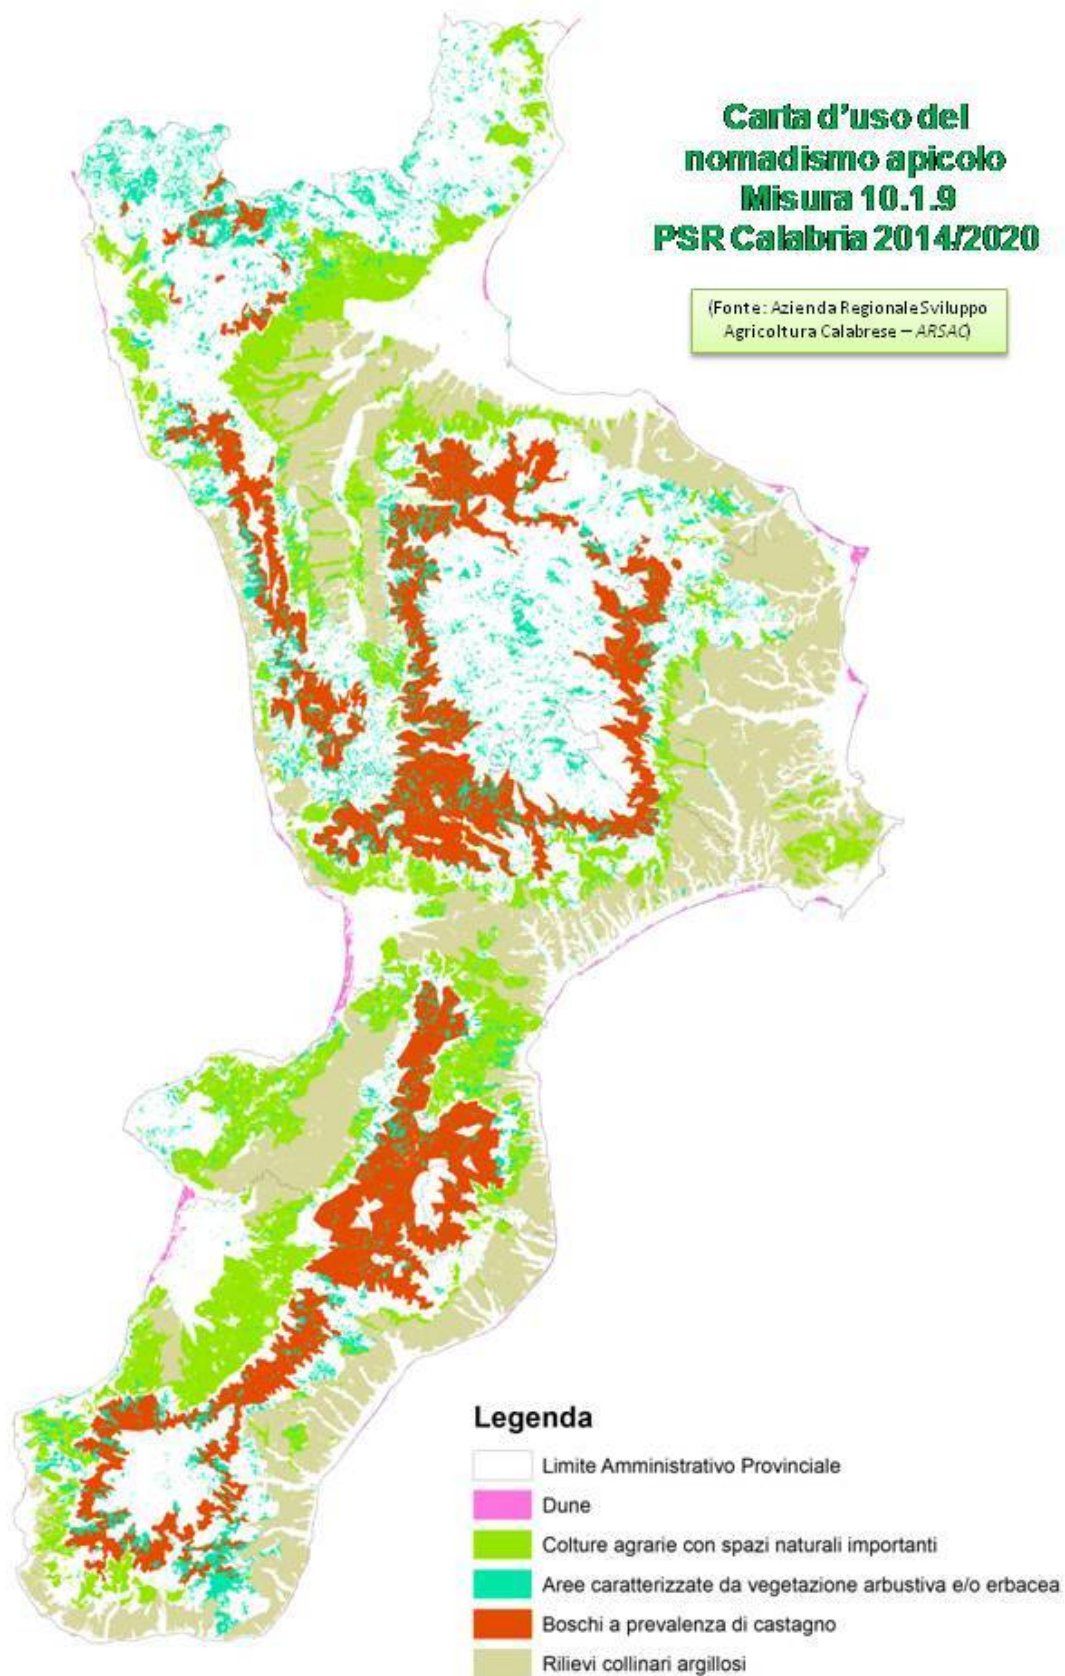 Carta d'uso del
nomadismo apicolo
Misura 10.1.9
PSR Calabria 2014/2020
(Fonte: Azienda Regionale Sviluppo
Agricoltura Calabrese – ARSAC)
Legenda
Limite Amministrativo Provinciale
Dune
Colture agrarie con spazi naturali importanti
Aree caratterizzate da vegetazione arbustiva e/o erbacea
Boschi a prevalenza di castagno
Rilievi collinari argillosi